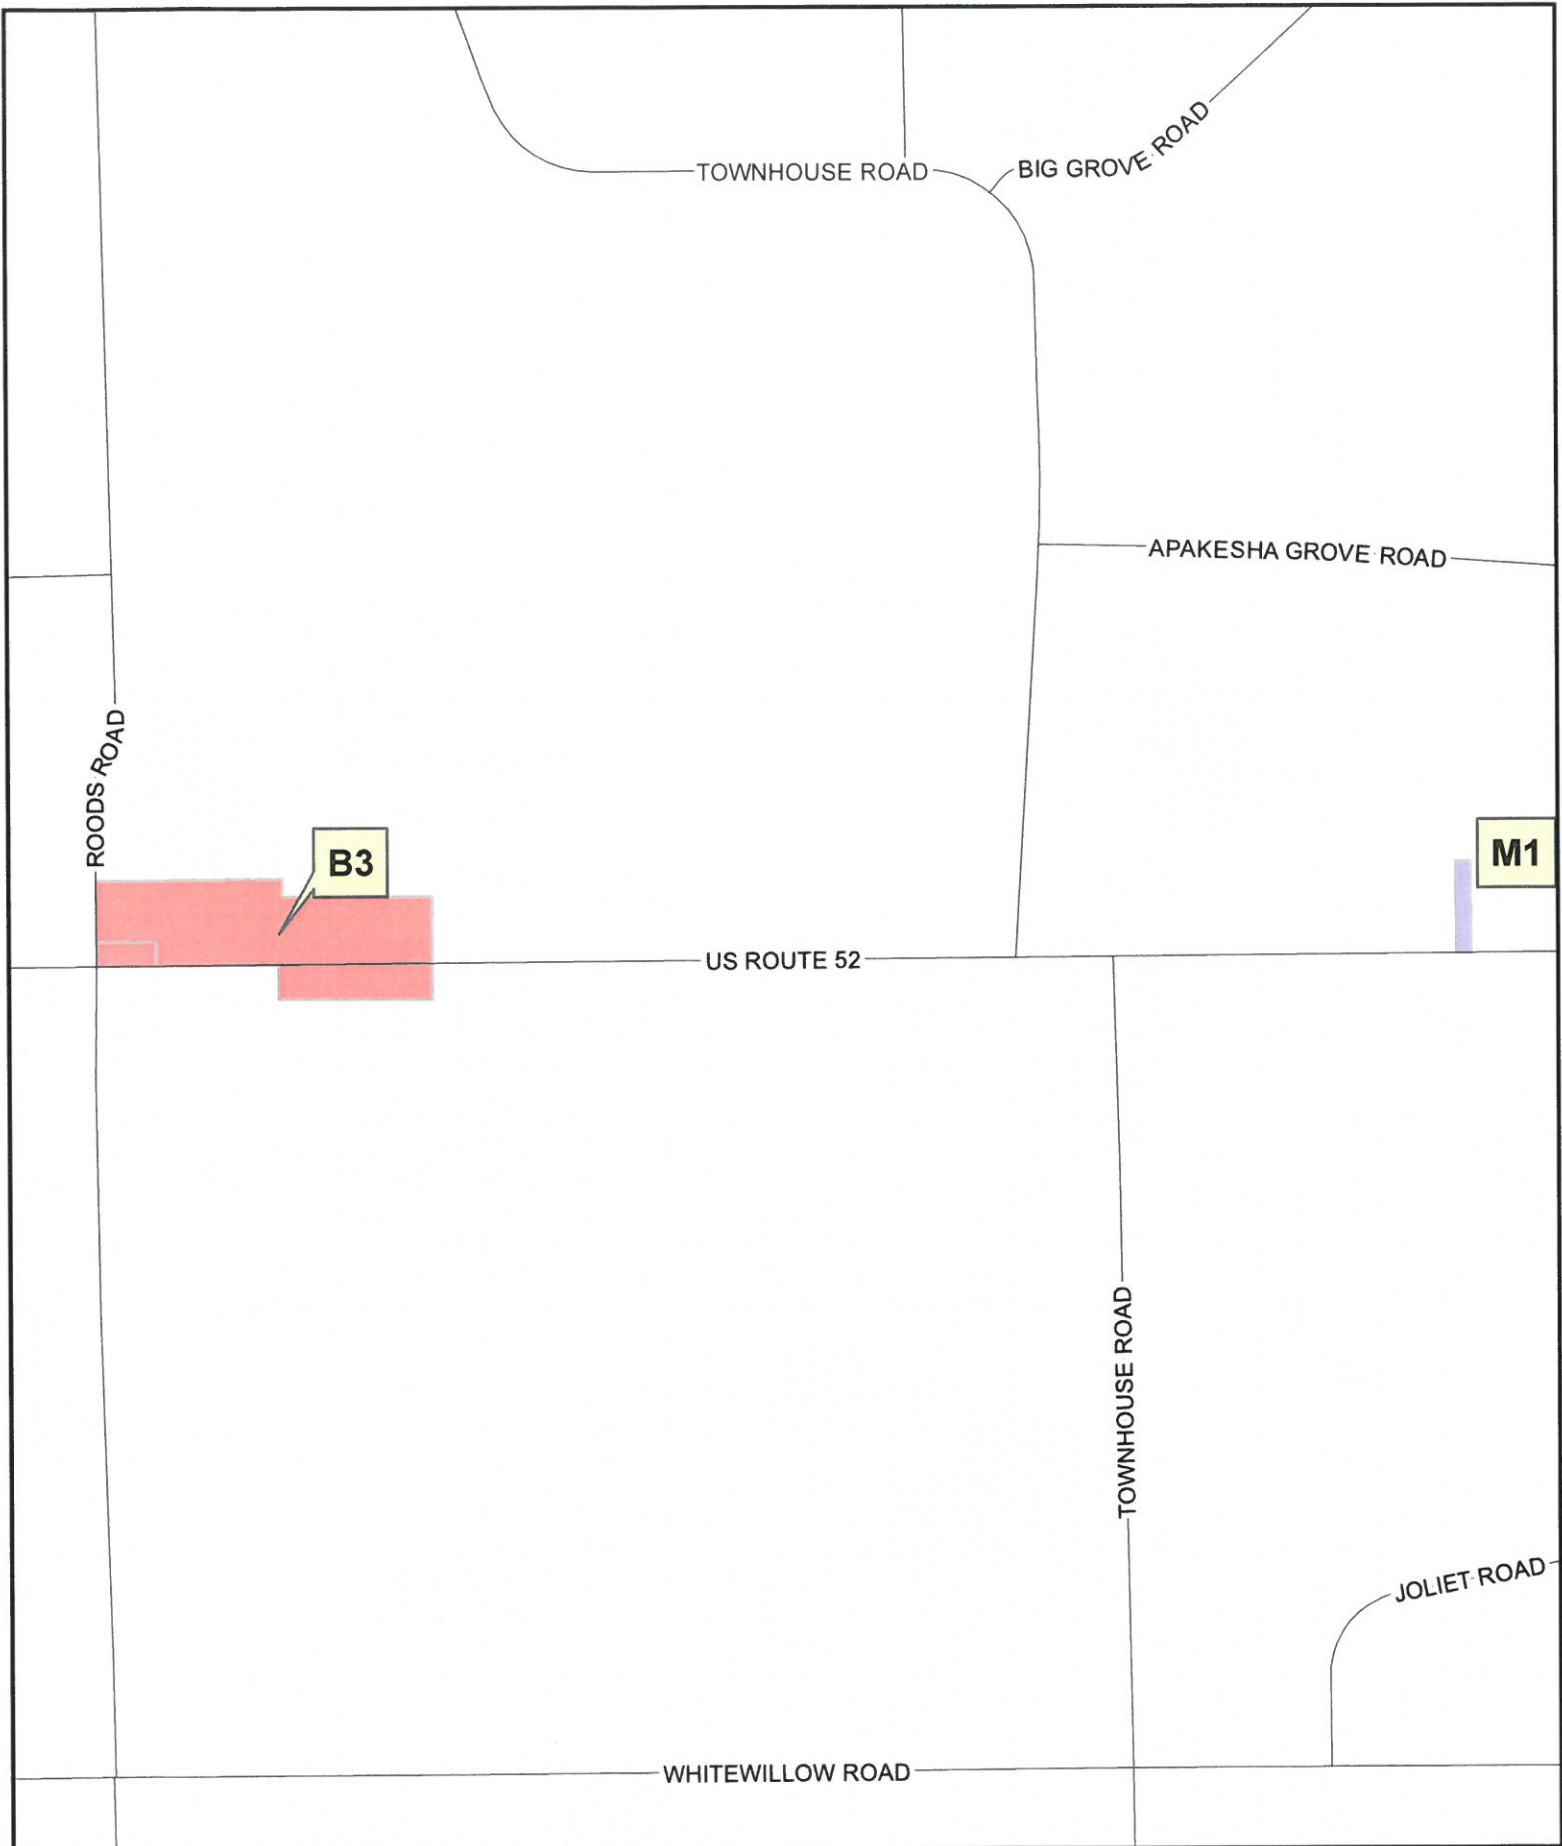 TOWNHOUSE ROAD
BIG GROVE ROAD
APAKESHA GROVE ROAD
ROODS ROAD
B3
M1
US ROUTE 52
TOWNHOUSE ROAD
JOLIET ROAD
WHITEWILLOW ROAD